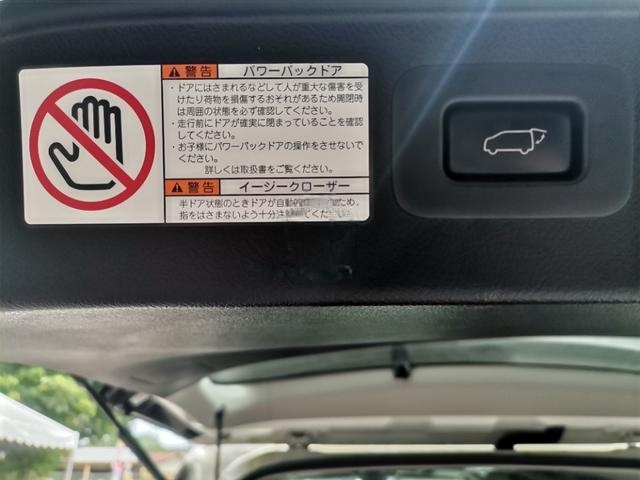 ⚠警告 パワーバックドア
・ドアにはさまれるなどして人が重大な傷害を受
けたり荷物を損傷するおそれがあるため開閉時
は周囲の状態を必ず確認してください。
・走行前にドアが確実に閉まっていることを確認
してください。
・お子様にパワーバックドアの操作をさせないで
ください。
詳しくは取扱書をご覧ください。
⚠警告 イージークローザー
半ドア状態のときドアが自動 ため、
指をはさまないよう十分注 てください。